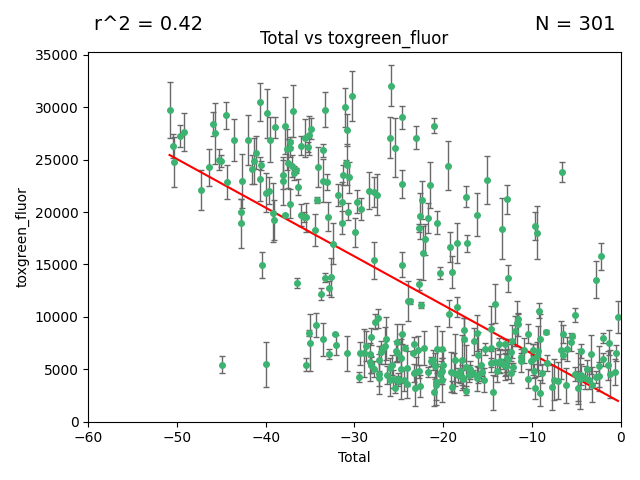 r^2 = 0.42 N = 301
Total vs toxgreen_fluor
35000
30000
25000
20000
15000
10000
5000
0
toxgreen_fluor
−60 −50 −40 −30 −20 −10 0
Total